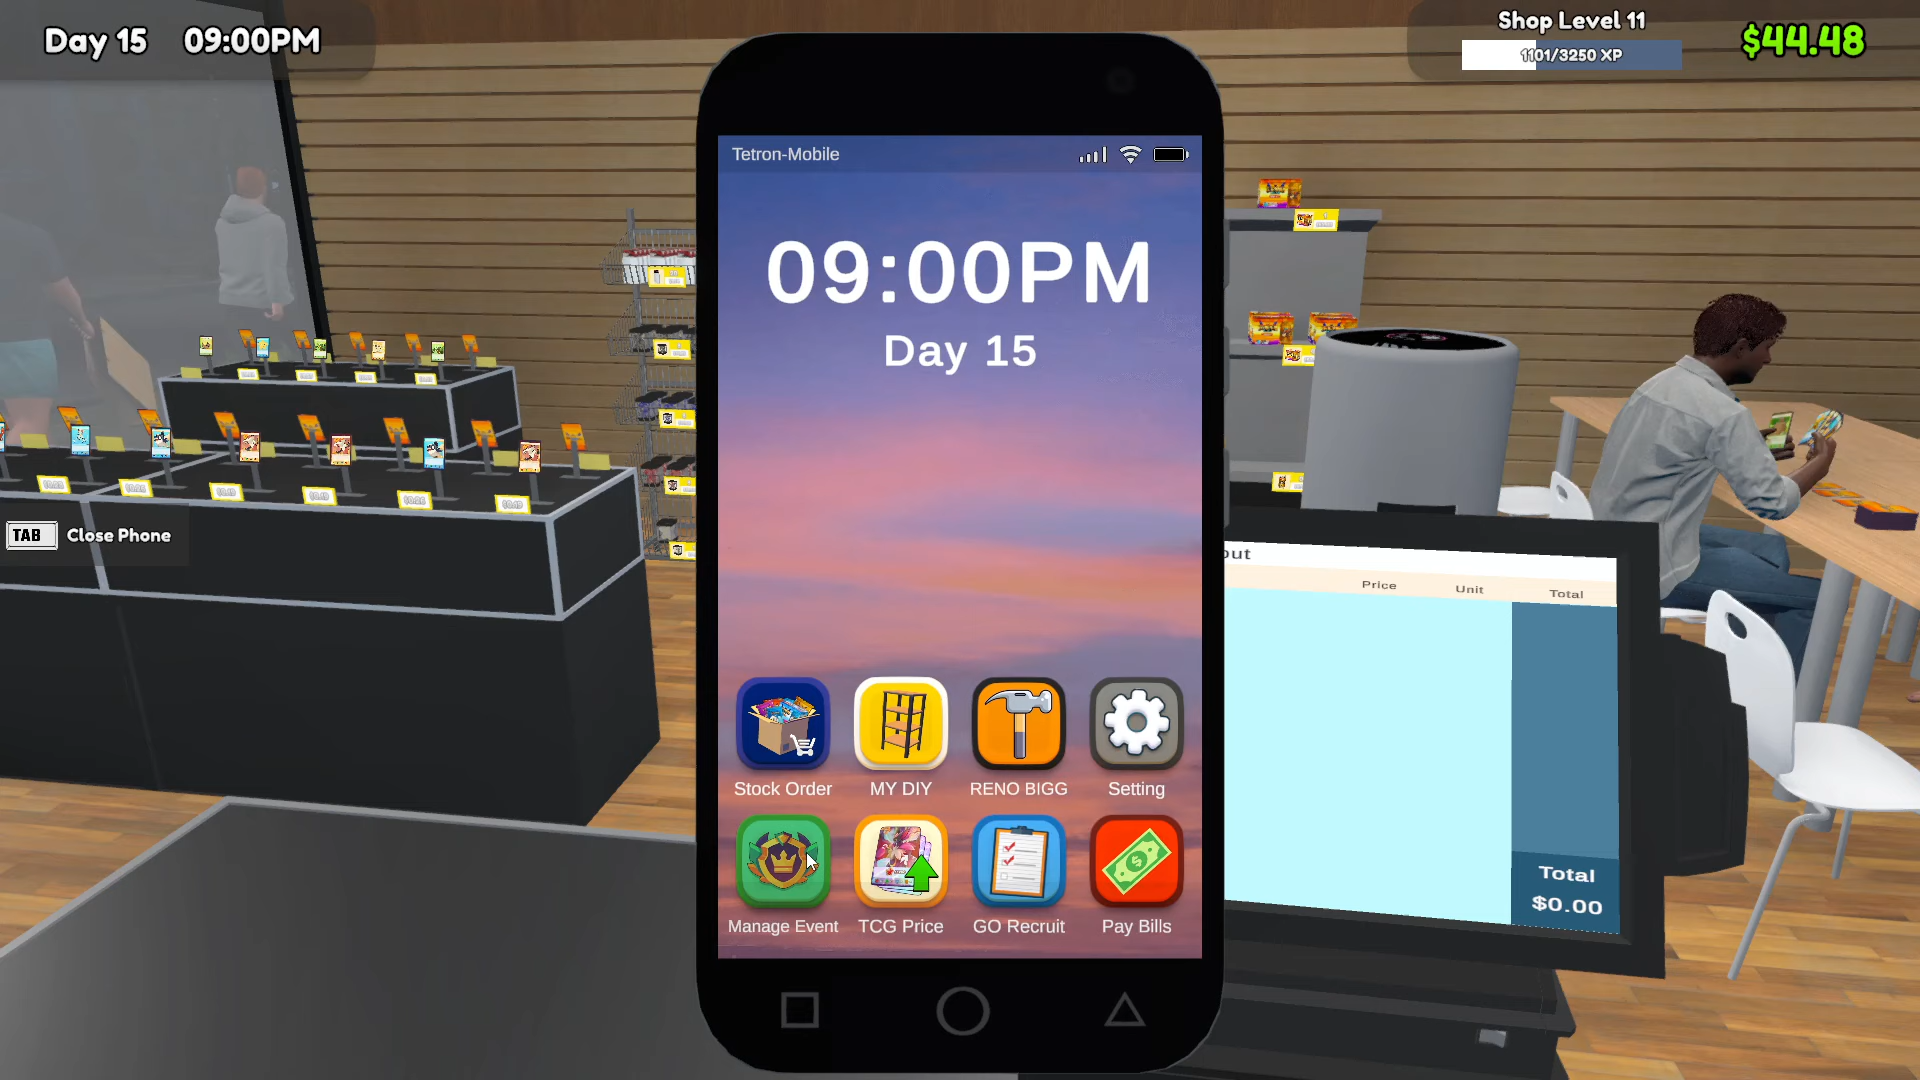 Day 15 09:00PM
Shop Level 11
1101/3250 XP
$44.48
Tetron-Mobile
09:00PM
Day 15
TAB Close Phone
Stock Order MY DIY RENO BIGG Setting
Manage Event TCG Price GO Recruit Pay Bills
out
Price Unit Total
Total
$0.00